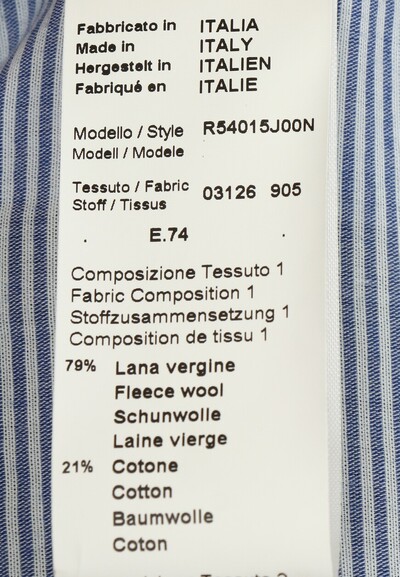 Fabbricato in ITALIA
Made in ITALY
Hergestelt in ITALIEN
Fabriqué en ITALIE
Modello / Style R54015J00N
Modell / Modele
Tessuto / Fabric 03126 905
Stoff / Tissus
E.74
Composizione Tessuto 1
Fabric Composition 1
Stoffzusammensetzung 1
Composition de tissu 1
79% Lana vergine
Fleece wool
Schunwolle
Laine vierge
21% Cotone
Cotton
Baumwolle
Coton